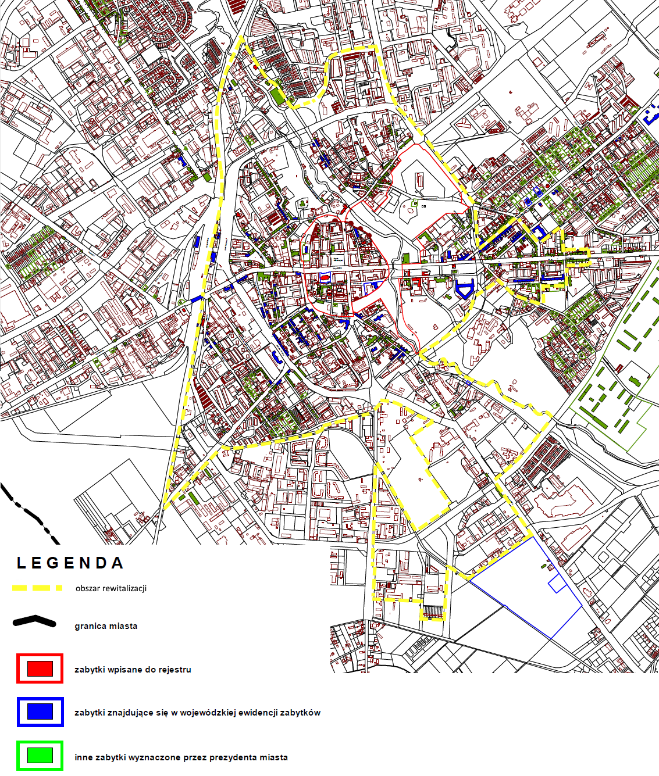 LEGENDA
obszar rewitalizacji
granica miasta
zabytki wpisane do rejestru
zabytki znajdujące się w wojewódzkiej ewidencji zabytków
inne zabytki wyznaczone przez prezydenta miasta